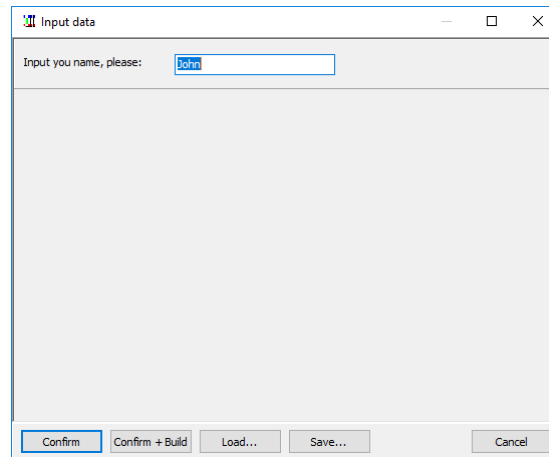 Input data
Input you name, please: John
Confirm Confirm + Build Load... Save... Cancel